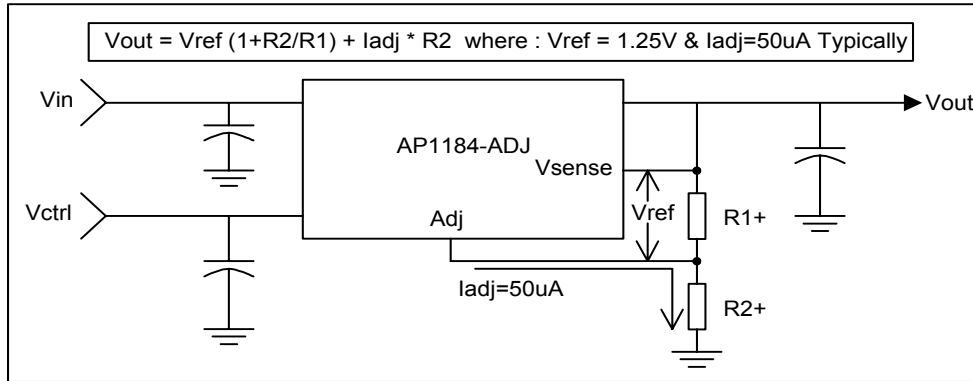 Vout = Vref (1+R2/R1) + Iadj * R2 where : Vref = 1.25V & Iadj=50uA Typically
Vin
Vout
AP1184-ADJ
Vsense
Vctrl
Adj
Vref
R1+
Iadj=50uA
R2+